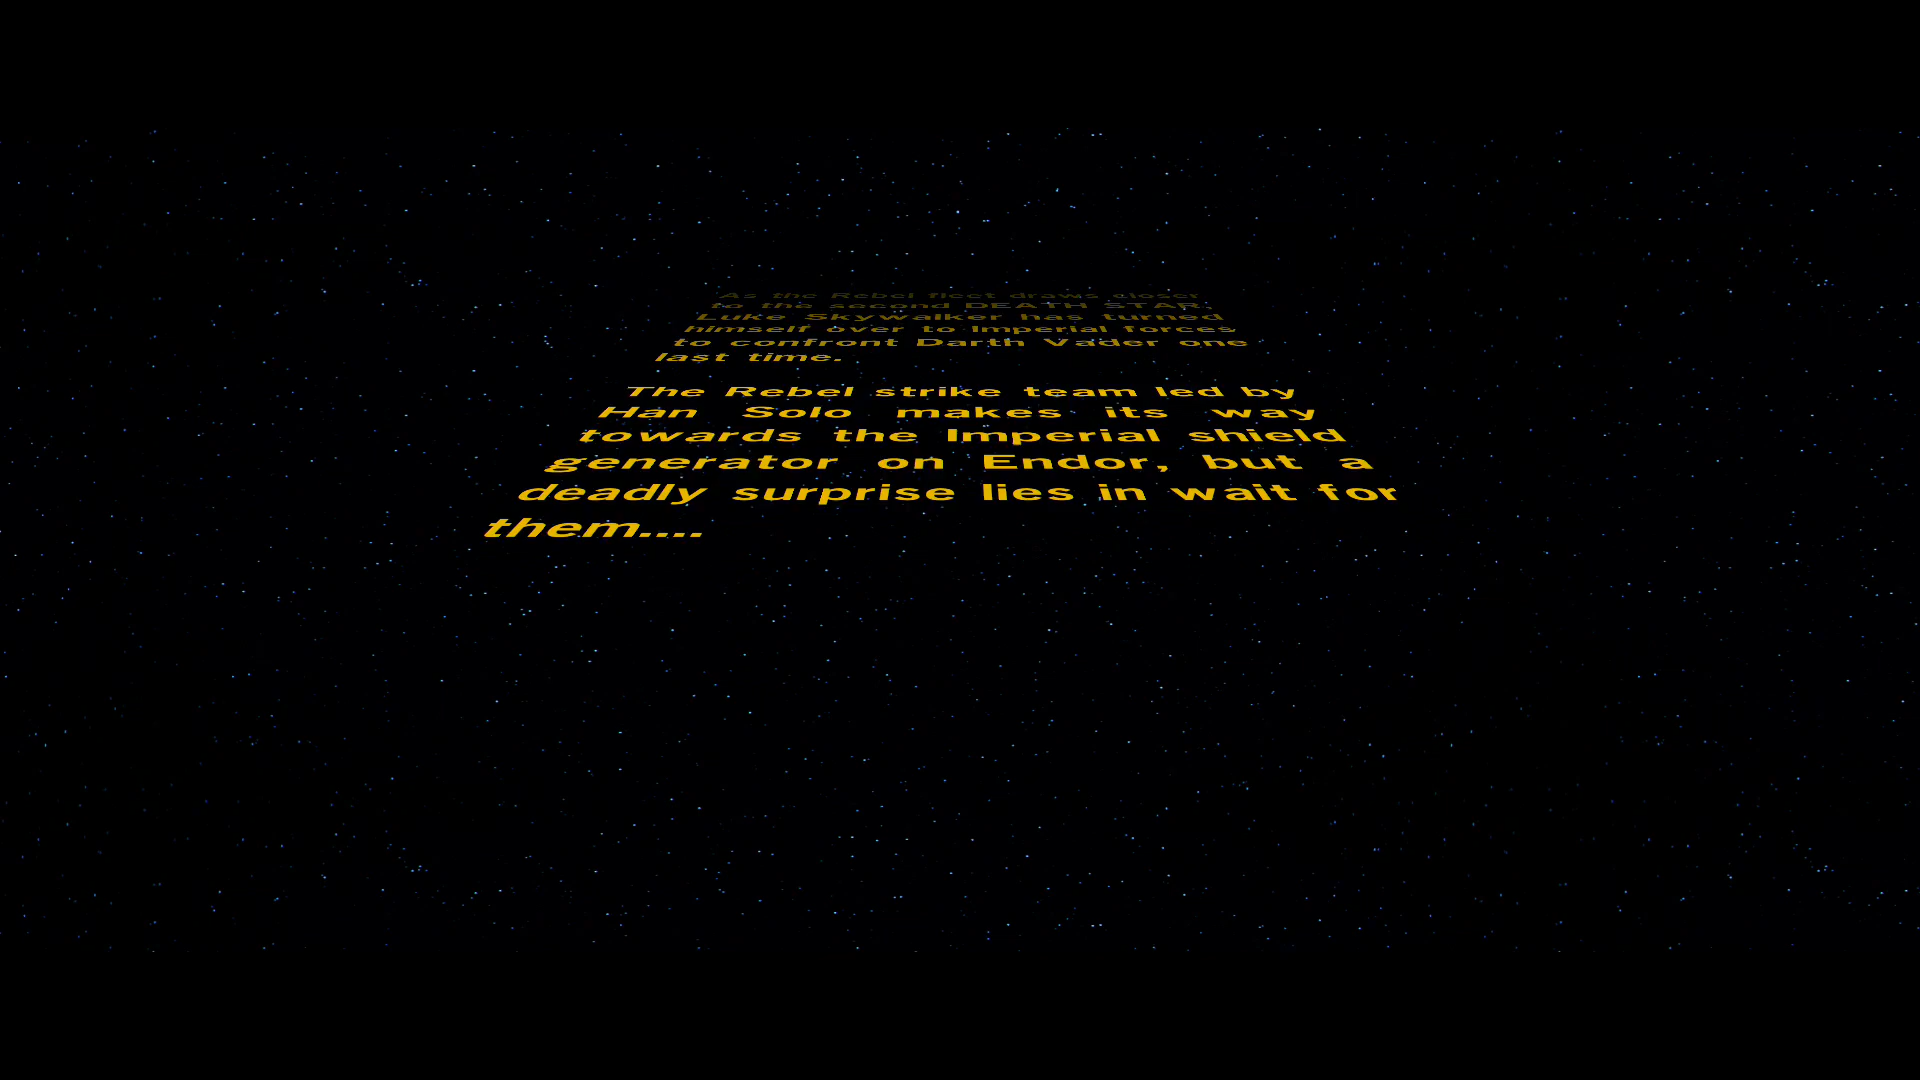 As the Rebel fleet draws closer
to the second DEATH STAR,
Luke Skywalker has turned
himself over to Imperial forces
to confront Darth Vader one
last time.
The Rebel strike team led by
Han Solo makes its way
towards the Imperial shield
generator on Endor, but a
deadly surprise lies in wait for
them....